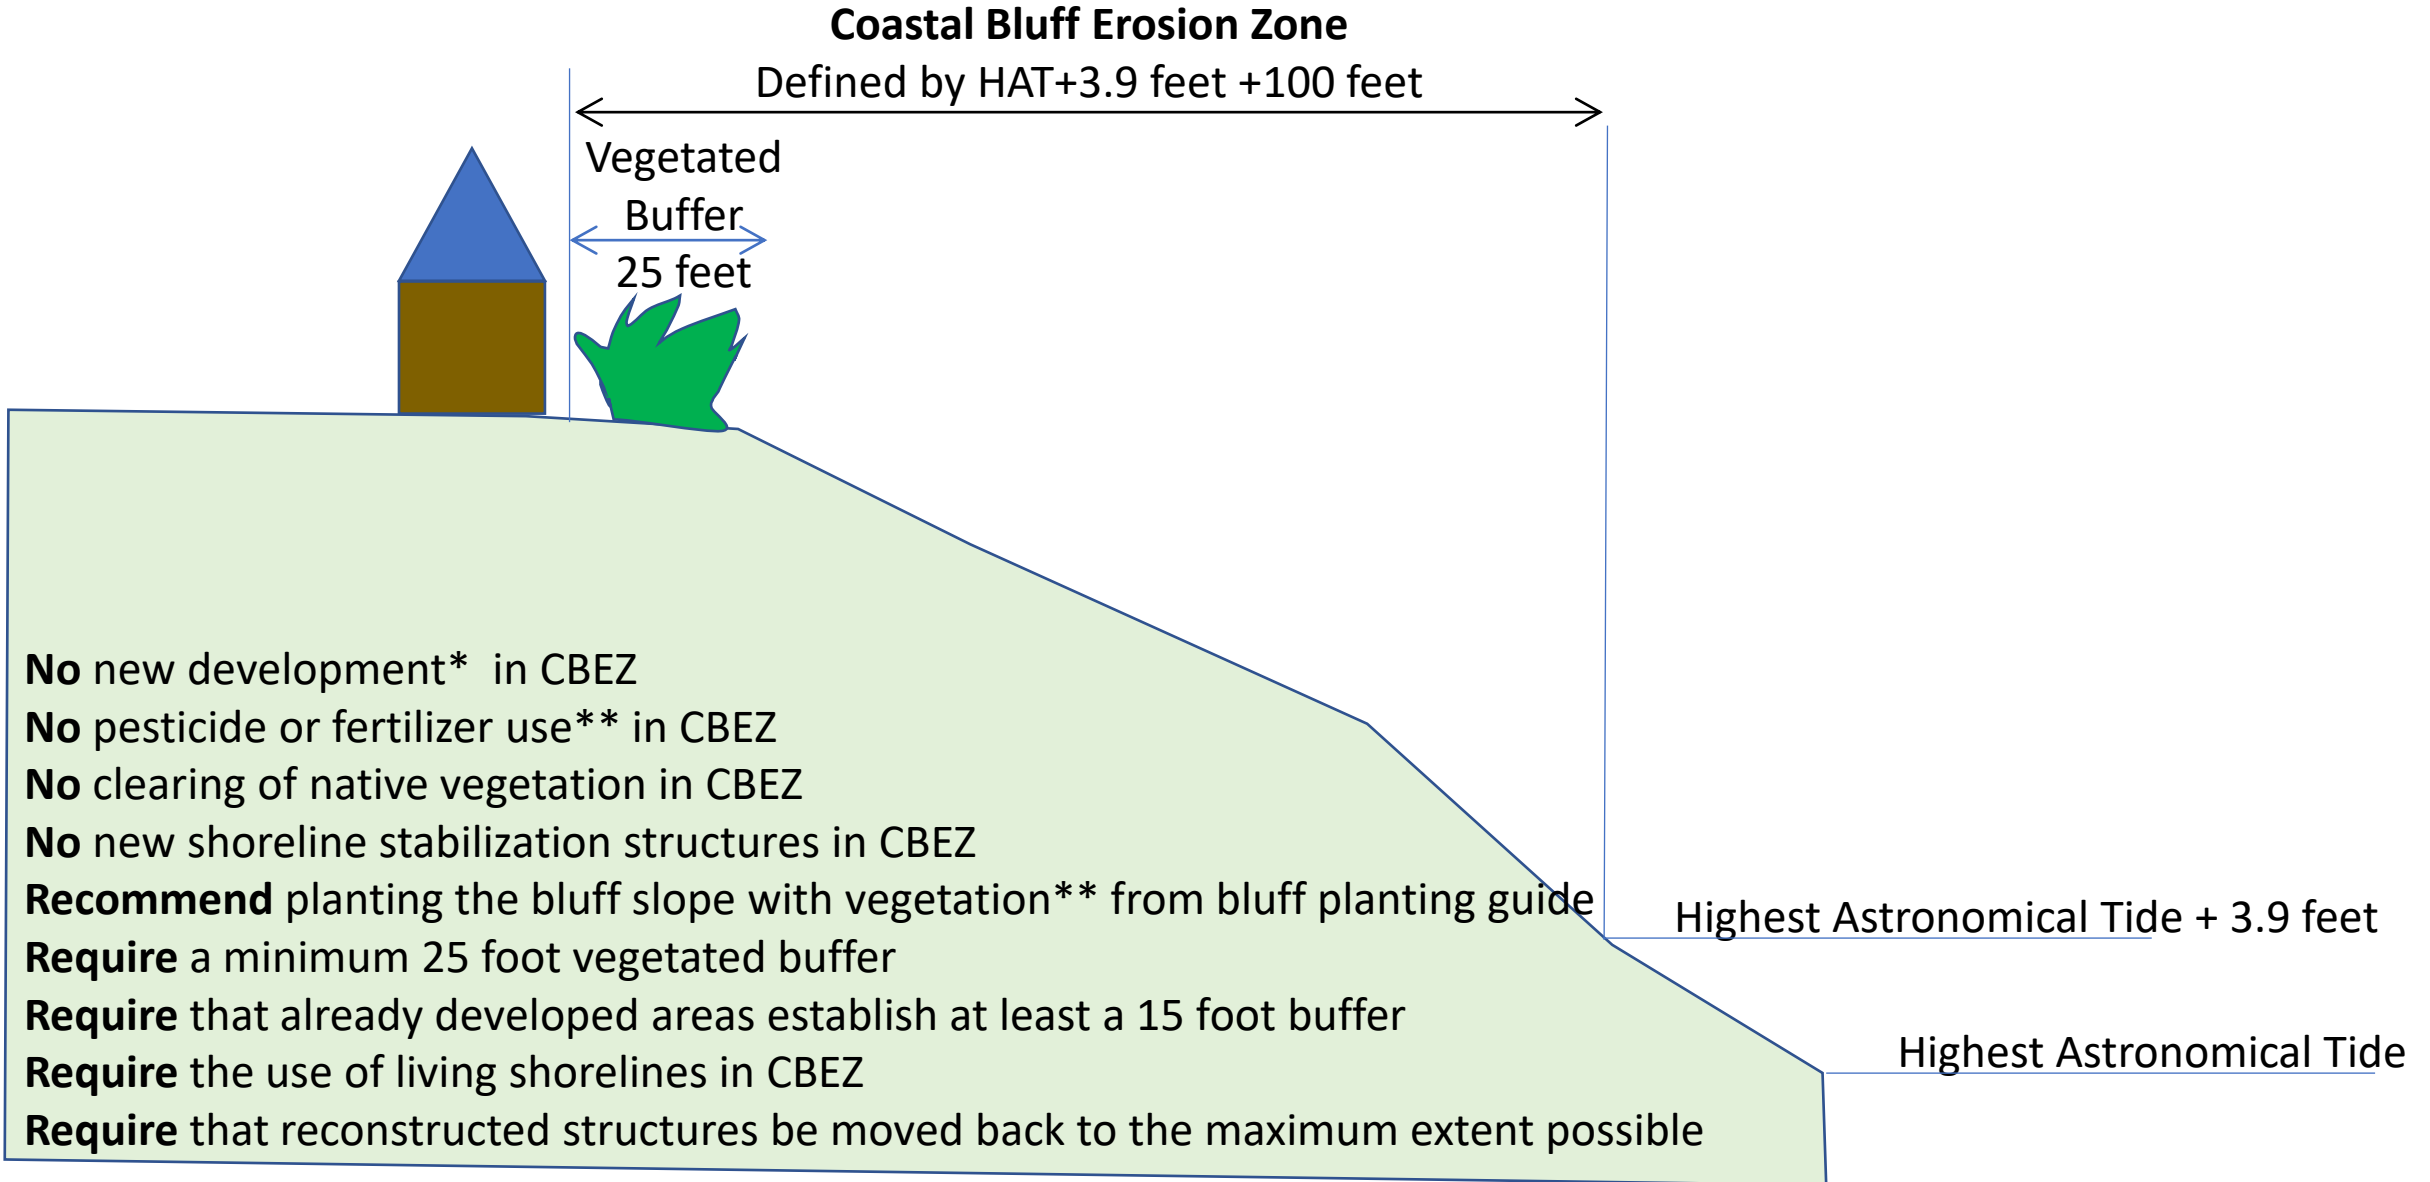 Coastal Bluff Erosion Zone
Defined by HAT+3.9 feet +100 feet
Vegetated
Buffer
25 feet
No new development* in CBEZ
No pesticide or fertilizer use** in CBEZ
No clearing of native vegetation in CBEZ
No new shoreline stabilization structures in CBEZ
Recommend planting the bluff slope with vegetation** from bluff planting guide
Require a minimum 25 foot vegetated buffer
Require that already developed areas establish at least a 15 foot buffer
Require the use of living shorelines in CBEZ
Require that reconstructed structures be moved back to the maximum extent possible
Highest Astronomical Tide + 3.9 feet
Highest Astronomical Tide